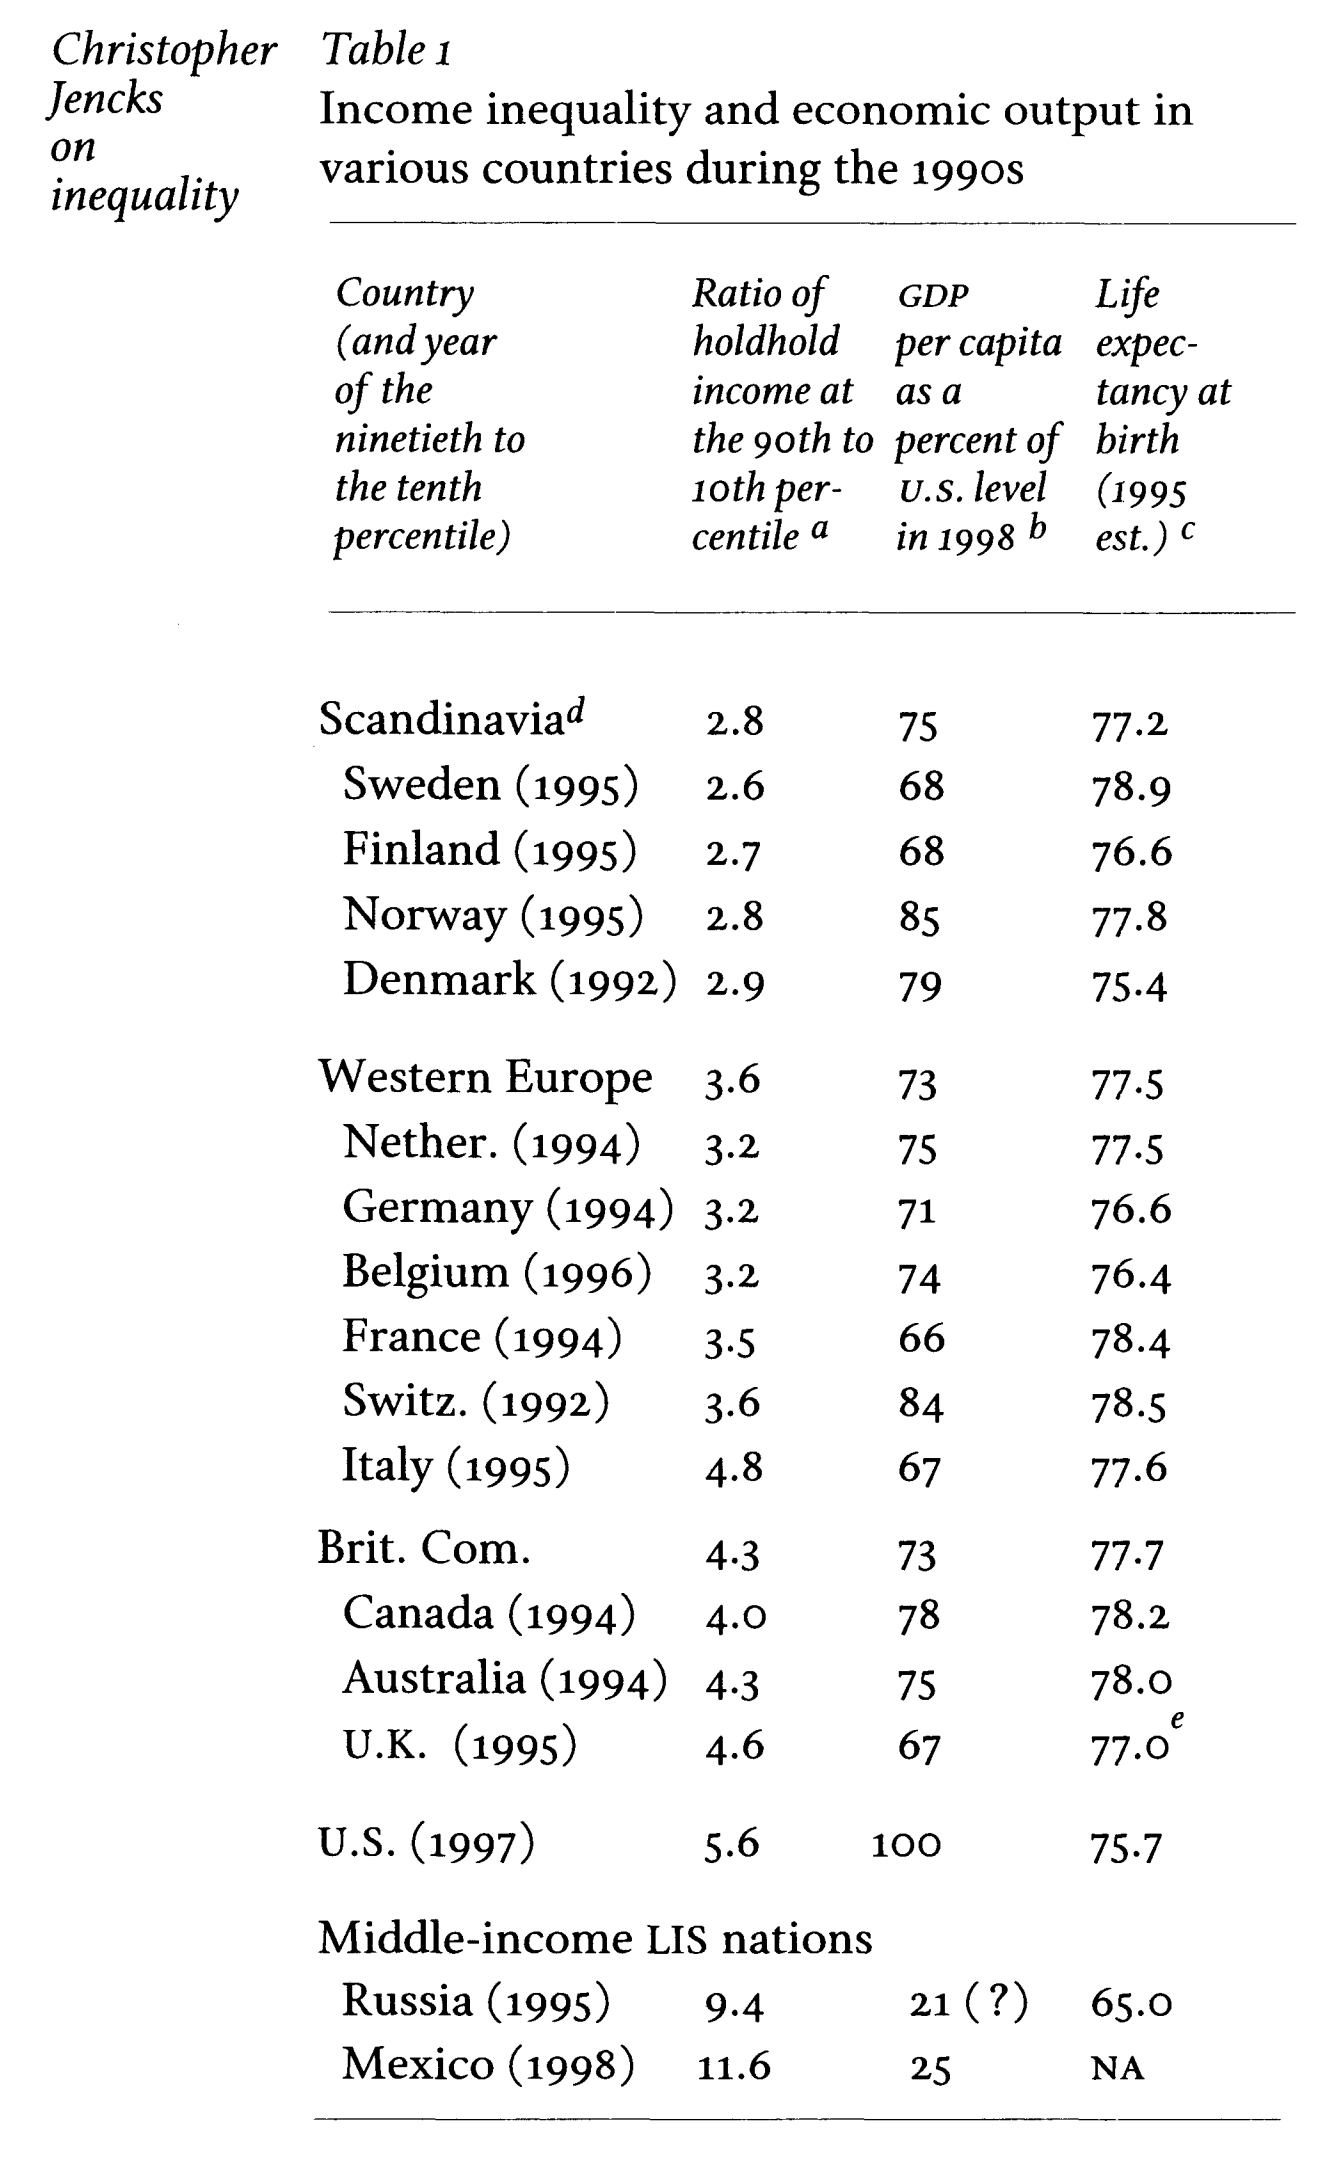 Christopher
Jencks
on
inequality
Table 1
Income inequality and economic output in
various countries during the 1990s
Country
(and year
of the
ninetieth to
the tenth
percentile)
Ratio of
holdhold
income at
the 90th to
10th per-
centile a
GDP
per capita
as a
percent of
U.S. level
in 1998 b
Life
expec-
tancy at
birth
(1995
est.) c
Scandinaviad 2.8 75 77.2
Sweden (1995) 2.6 68 78.9
Finland (1995) 2.7 68 76.6
Norway (1995) 2.8 85 77.8
Denmark (1992) 2.9 79 75.4
Western Europe 3.6 73 77.5
Nether. (1994) 3.2 75 77.5
Germany (1994) 3.2 71 76.6
Belgium (1996) 3.2 74 76.4
France (1994) 3.5 66 78.4
Switz. (1992) 3.6 84 78.5
Italy (1995) 4.8 67 77.6
Brit. Com. 4.3 73 77.7
Canada (1994) 4.0 78 78.2
Australia (1994) 4.3 75 78.0
U.K. (1995) 4.6 67 77.0e
U.S. (1997) 5.6 100 75.7
Middle-income LIS nations
Russia (1995) 9.4 21 (?) 65.0
Mexico (1998) 11.6 25 NA